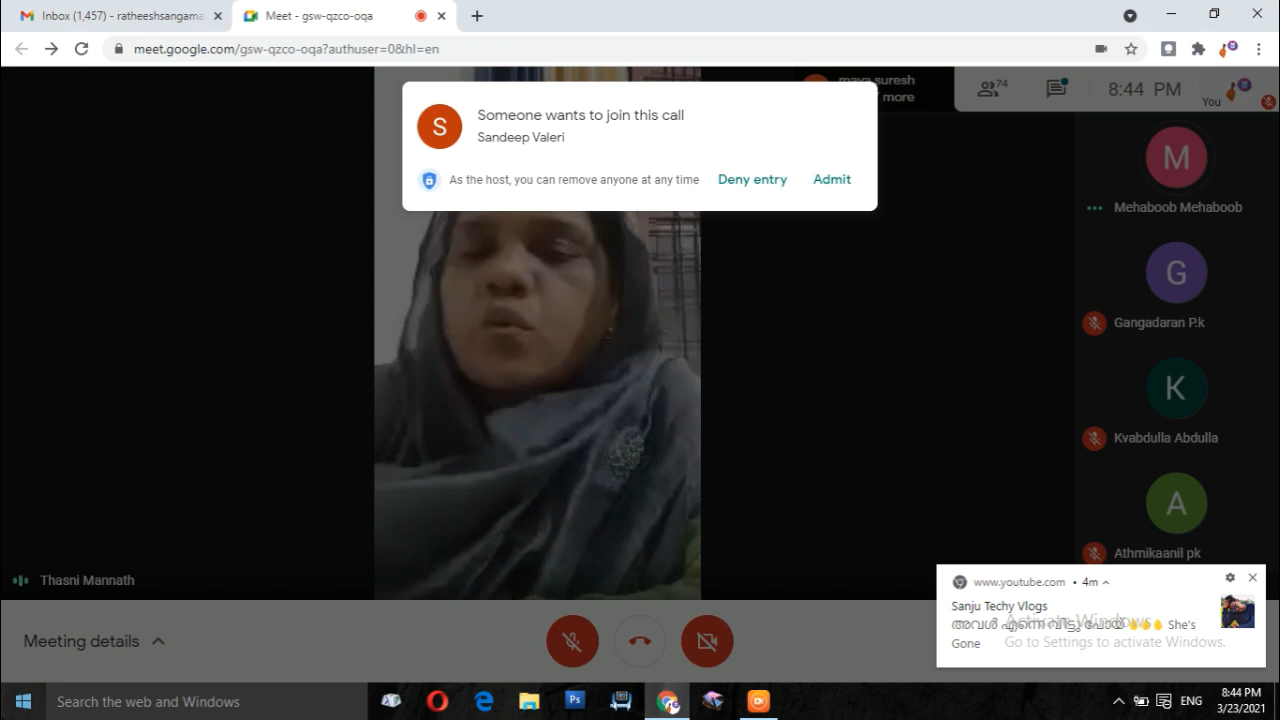 Inbox (1,457) - ratheeshsangama
Meet - gsw-qzco-oqa
meet.google.com/gsw-qzco-oqa?authuser=0&hl=en
maya suresh
more
74
8:44 PM
You
S
Someone wants to join this call
Sandeep Valeri
As the host, you can remove anyone at any time
Deny entry
Admit
M
Mehaboob Mehaboob
G
Gangadaran P.k
K
Kvabdulla Abdulla
A
Athmikaanil pk
Thasni Mannath
www.youtube.com • 4m
Sanju Techy Vlogs
അവൾ എന്നെ വിട്ടു പോയി 🔥🔥🔥 She's
Gone
Activate Windows
Go to Settings to activate Windows.
Meeting details
Search the web and Windows
Ps
ENG
8:44 PM
3/23/2021